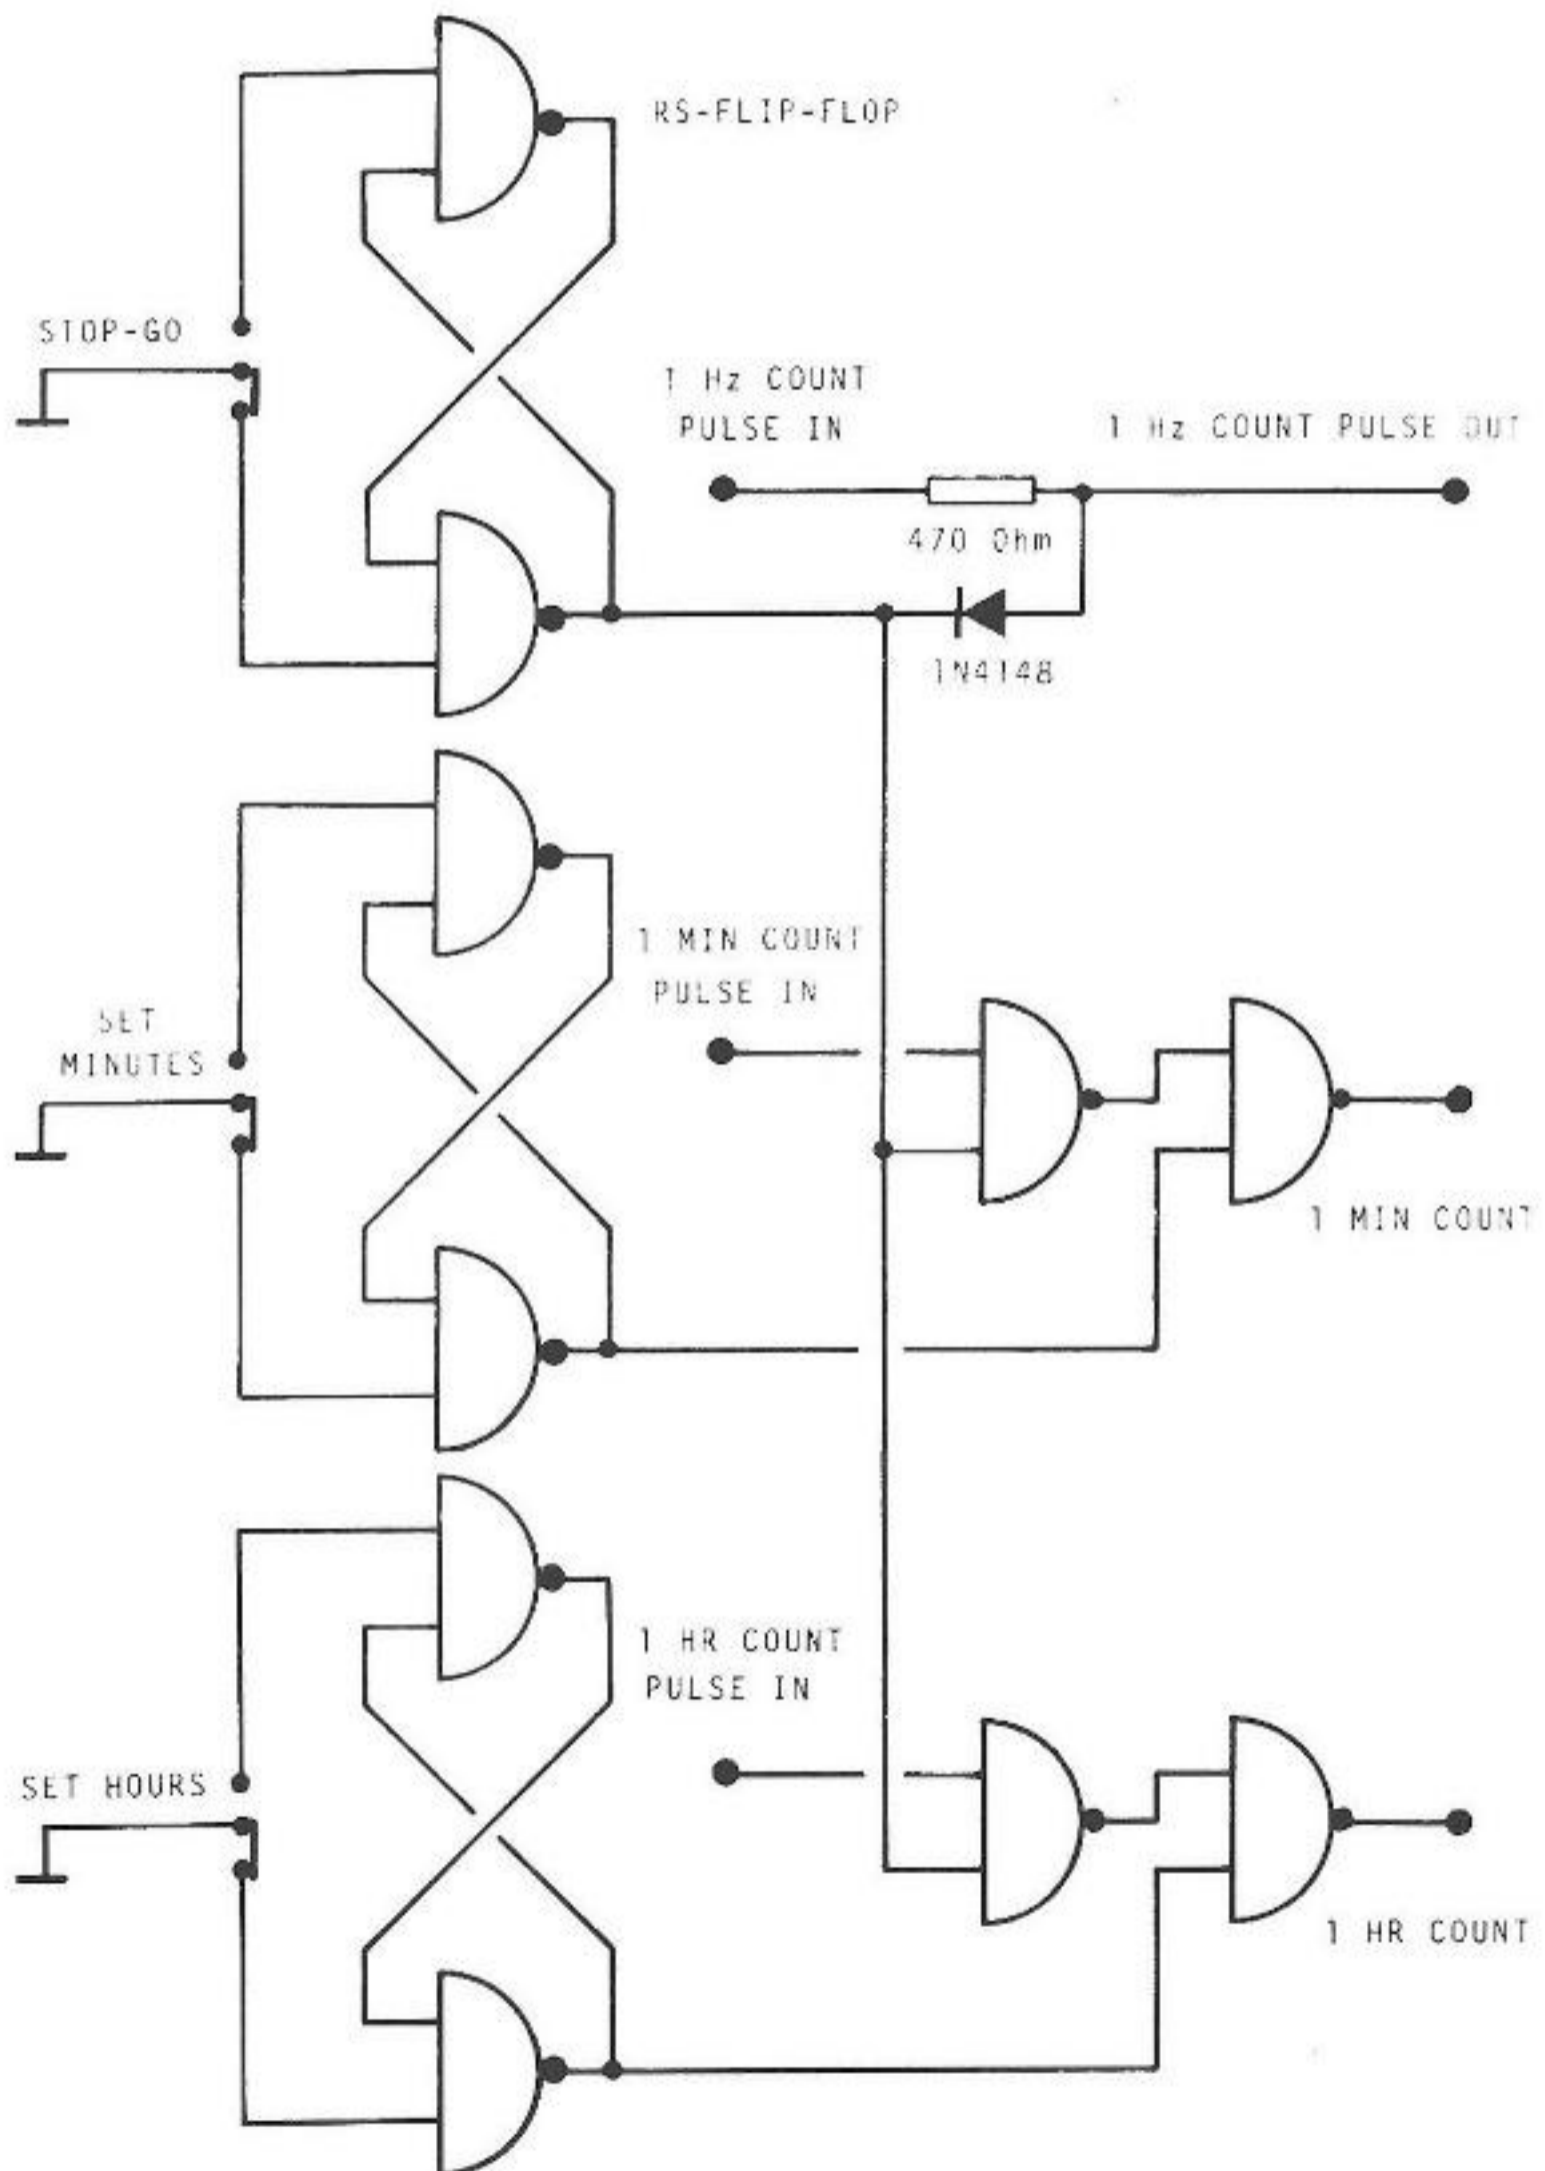 RS-FLIP-FLOP
STOP-GO
1 Hz COUNT
PULSE IN
1 Hz COUNT PULSE OUT
470 Ohm
1N4148
1 MIN COUNT
PULSE IN
SET
MINUTES
1 MIN COUNT
1 HR COUNT
PULSE IN
SET HOURS
1 HR COUNT